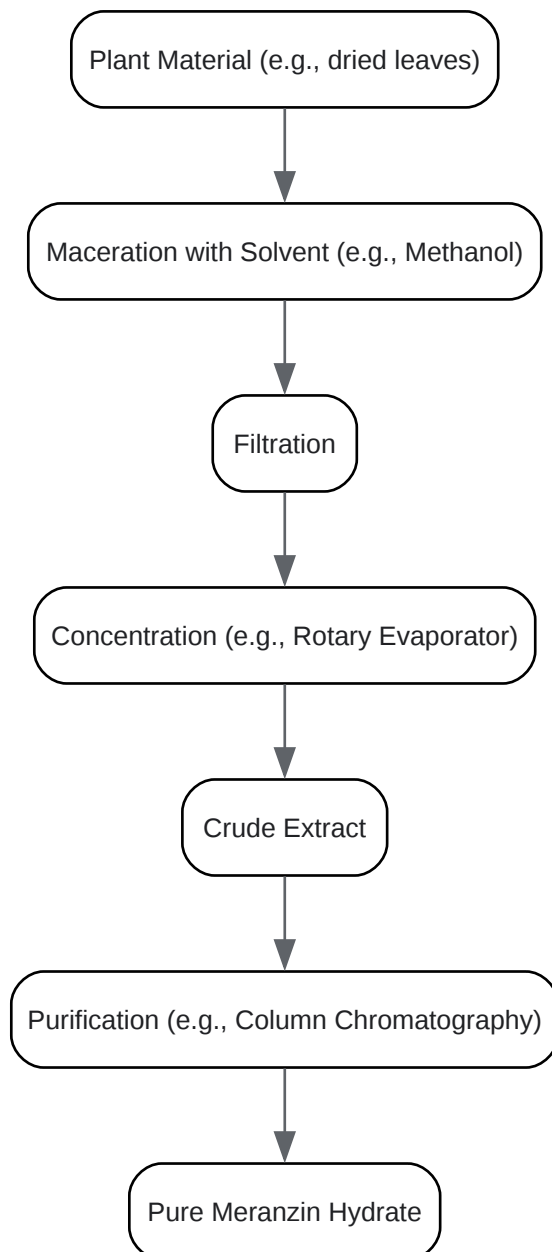 Plant Material (e.g., dried leaves)
Maceration with Solvent (e.g., Methanol)
Filtration
Concentration (e.g., Rotary Evaporator)
Crude Extract
Purification (e.g., Column Chromatography)
Pure Meranzin Hydrate